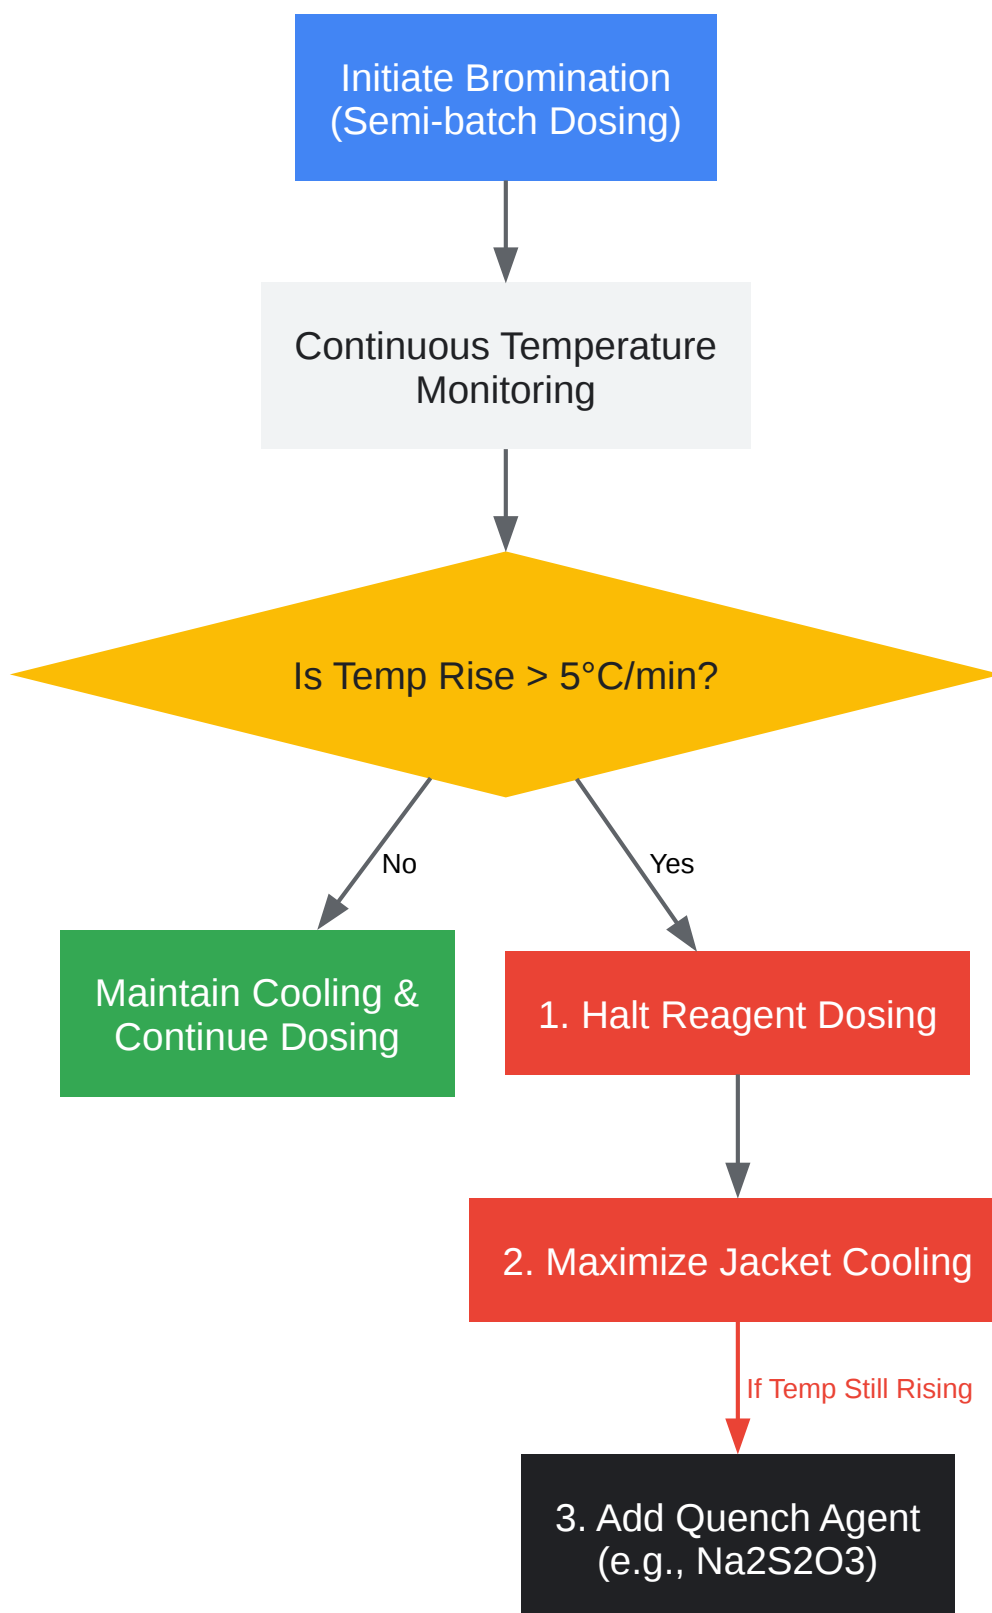 Initiate Bromination
(Semi-batch Dosing)
Continuous Temperature
Monitoring
Is Temp Rise > 5°C/min?
No
Yes
Maintain Cooling &
Continue Dosing
1. Halt Reagent Dosing
2. Maximize Jacket Cooling
If Temp Still Rising
3. Add Quench Agent
(e.g., Na2S2O3)